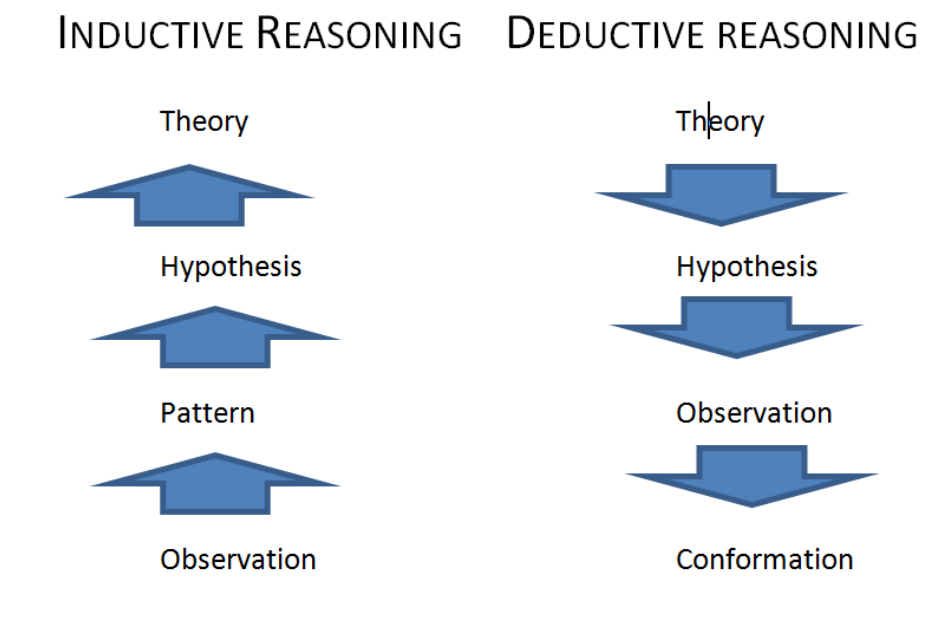 INDUCTIVE REASONING
Theory
Hypothesis
Pattern
Observation
DEDUCTIVE REASONING
Theory
Hypothesis
Observation
Conformation